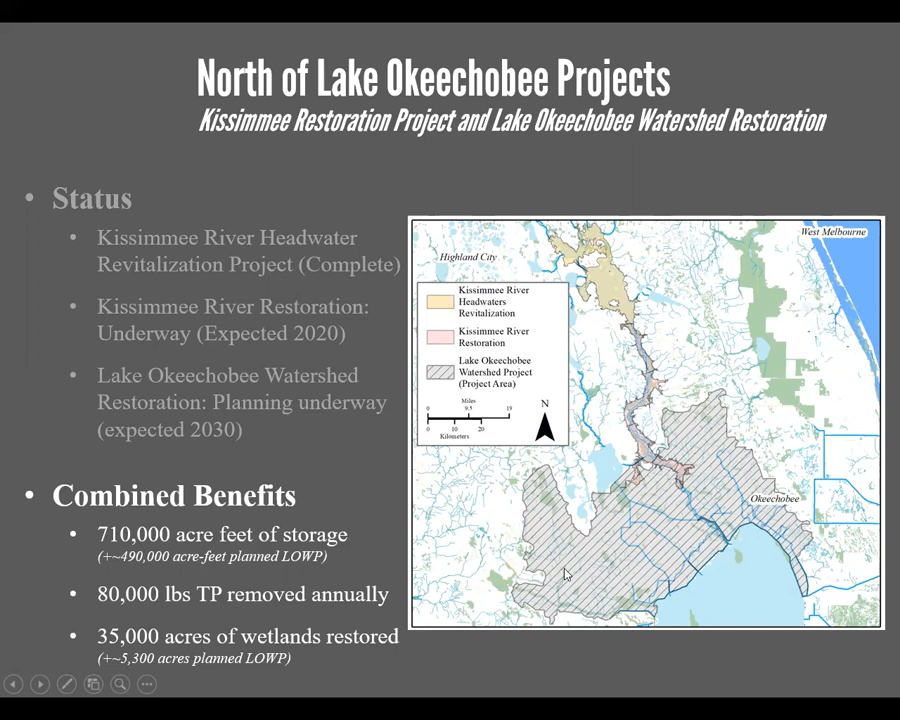 North of Lake Okeechobee Projects
Kissimmee Restoration Project and Lake Okeechobee Watershed Restoration
• Status
• Kissimmee River Headwater
Revitalization Project (Complete)
• Kissimmee River Restoration:
Underway (Expected 2020)
• Lake Okeechobee Watershed
Restoration: Planning underway
(expected 2030)
• Combined Benefits
• 710,000 acre feet of storage
(+~490,000 acre-feet planned LOWP)
• 80,000 lbs TP removed annually
• 35,000 acres of wetlands restored
(+~5,300 acres planned LOWP)
West Melbourne
Highland City
Kissimmee River
Headwaters
Revitalization
Kissimmee River
Restoration
Lake Okeechobee
Watershed Project
(Project Area)
Miles
0 9.5 19
0 10 20
Kilometers
N
Okeechobee